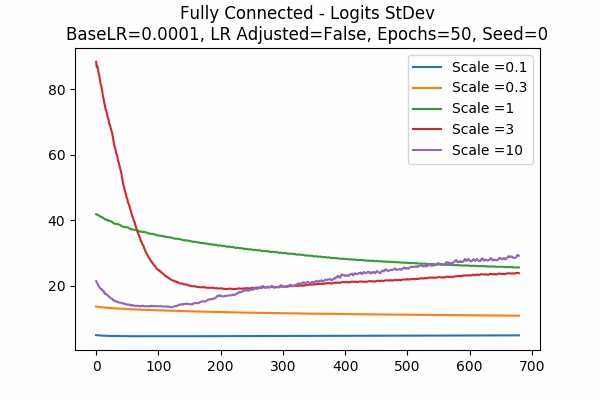 Fully Connected - Logits StDev
BaseLR=0.0001, LR Adjusted=False, Epochs=50, Seed=0
Scale =0.1
Scale =0.3
Scale =1
Scale =3
Scale =10
80
60
40
20
0 100 200 300 400 500 600 700